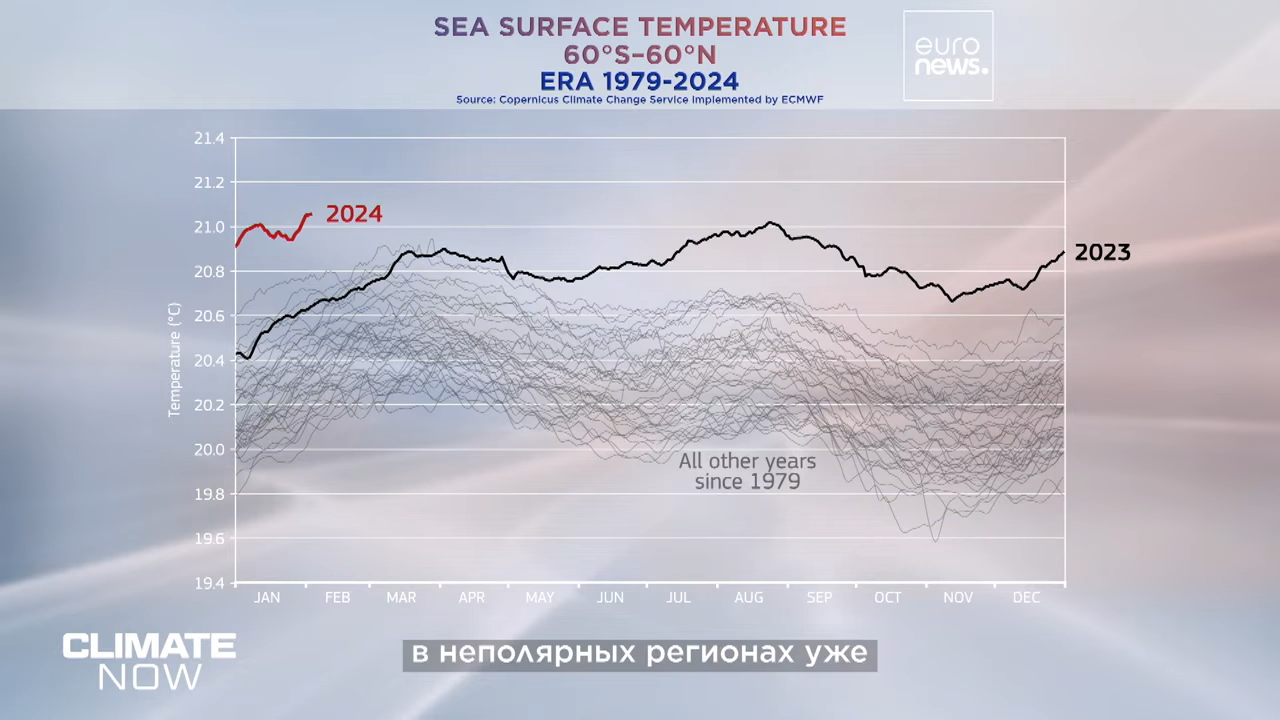 SEA SURFACE TEMPERATURE
60°S-60°N
ERA 1979-2024
Source: Copernicus Climate Change Service Implemented by ECMWF
euro
news.
21.4
21.2
21.0
20.8
20.6
20.4
20.2
20.0
19.8
19.6
19.4
Temperature (°C)
2024
2023
All other years
since 1979
JAN FEB MAR APR MAY JUN JUL AUG SEP OCT NOV DEC
CLIMATE
NOW
в неполярных регионах уже